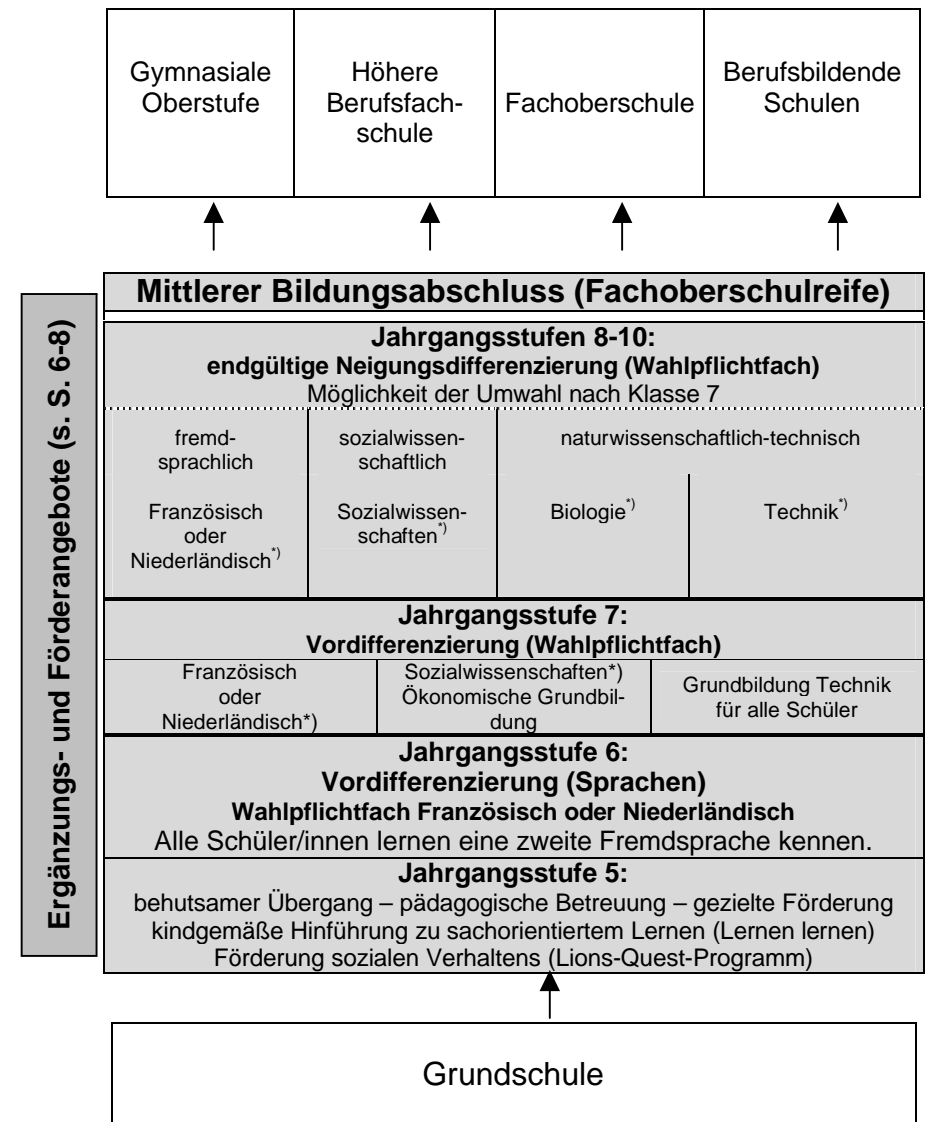 Gymnasiale
Oberstufe
Höhere
Berufsfach-
schule
Fachoberschule
Berufsbildende
Schulen
Ergänzungs- und Förderangebote (s. S. 6-8)
Mittlerer Bildungsabschluss (Fachoberschulreife)
Jahrgangsstufen 8-10:
endgültige Neigungsdifferenzierung (Wahlpflichtfach)
Möglichkeit der Umwahl nach Klasse 7
fremd-
sprachlich
sozialwissen-
schaftlich
naturwissenschaftlich-technisch
Französisch
oder
Niederländisch*)
Sozialwissen-
schaften*)
Biologie*)
Technik*)
Jahrgangsstufe 7:
Vordifferenzierung (Wahlpflichtfach)
Französisch
oder
Niederländisch*)
Sozialwissenschaften*)
Ökonomische Grundbil-
dung
Grundbildung Technik
für alle Schüler
Jahrgangsstufe 6:
Vordifferenzierung (Sprachen)
Wahlpflichtfach Französisch oder Niederländisch
Alle Schüler/innen lernen eine zweite Fremdsprache kennen.
Jahrgangsstufe 5:
behutsamer Übergang – pädagogische Betreuung – gezielte Förderung
kindgemäße Hinführung zu sachorientiertem Lernen (Lernen lernen)
Förderung sozialen Verhaltens (Lions-Quest-Programm)
Grundschule